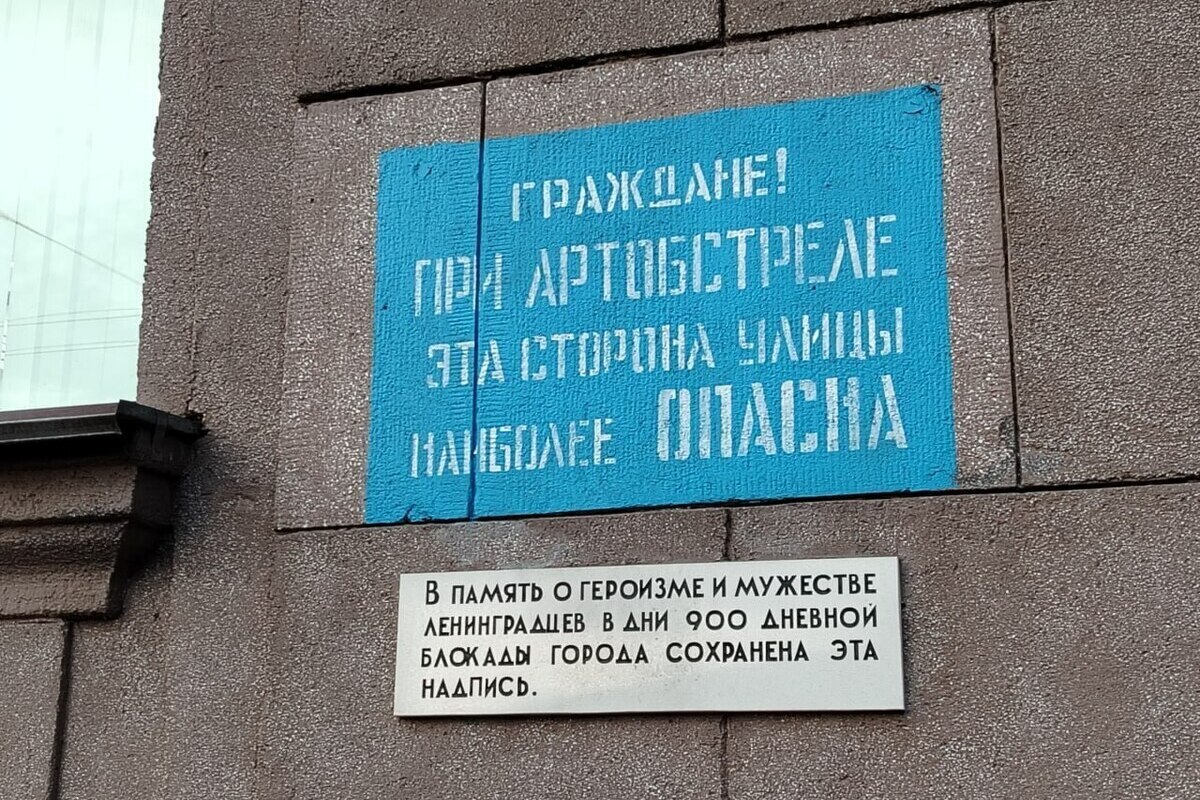 ГРАЖДАНЕ!
ПРИ АРТОБСТРЕЛЕ
ЭТА СТОРОНА УЛИЦЫ
НАИБОЛЕЕ ОПАСНА
В ПАМЯТЬ О ГЕРОИЗМЕ И МУЖЕСТВЕ
ЛЕНИНГРАДЦЕВ В ДНИ 900 ДНЕВНОЙ
БЛОКАДЫ ГОРОДА СОХРАНЕНА ЭТА
НАДПИСЬ.